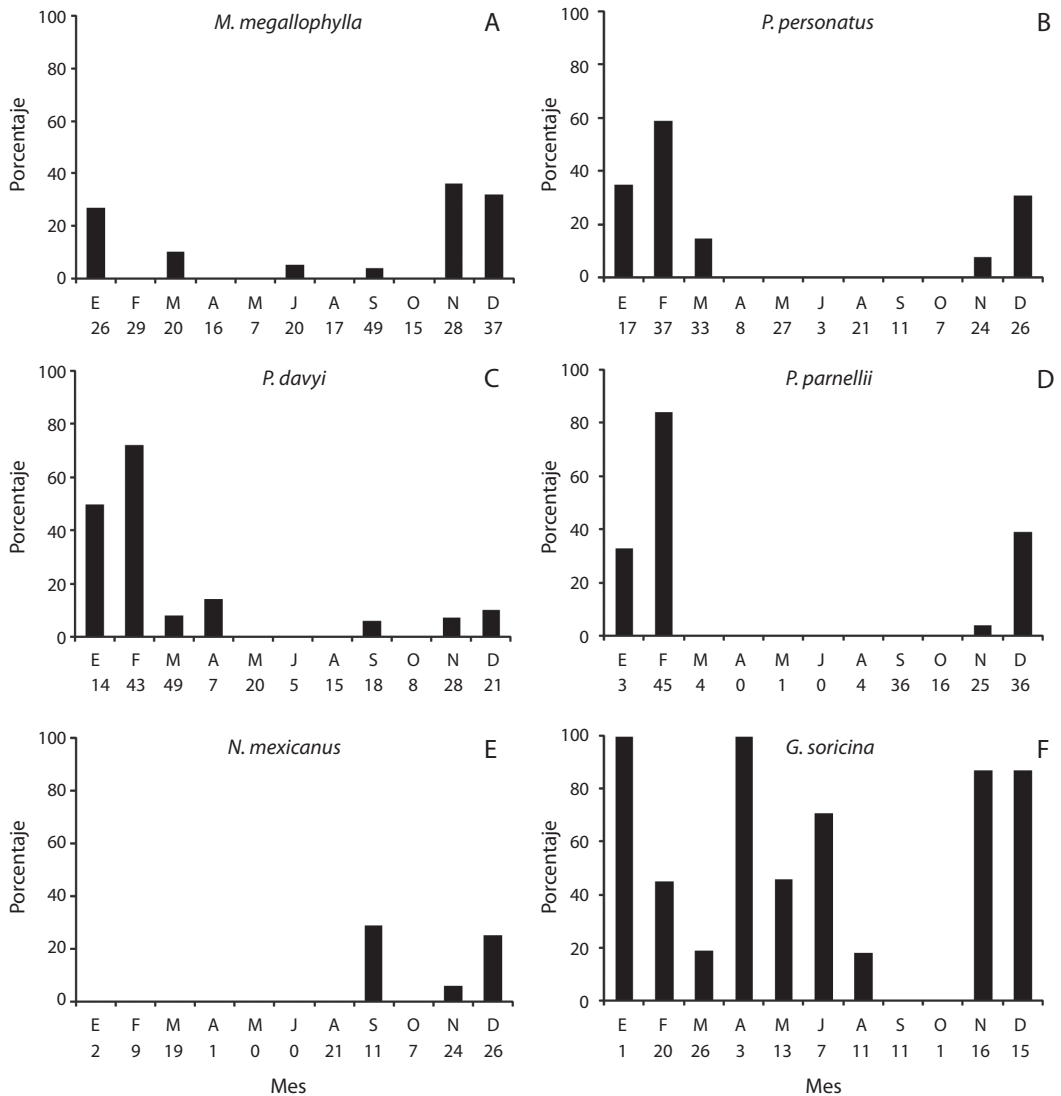 M. megallophylla A
Porcentaje
100
80
60
40
20
0
E F M A M J A S O N D
26 29 20 16 7 20 17 49 15 28 37
P. personatus B
Porcentaje
100
80
60
40
20
0
E F M A M J A S O N D
17 37 33 8 27 3 21 11 7 24 26
P. davyi C
Porcentaje
100
80
60
40
20
0
E F M A M J A S O N D
14 43 49 7 20 5 15 18 8 28 21
P. parnellii D
Porcentaje
100
80
60
40
20
0
E F M A M J A S O N D
3 45 4 0 1 0 4 36 16 25 36
N. mexicanus E
Porcentaje
100
80
60
40
20
0
E F M A M J A S O N D
2 9 19 1 0 0 21 11 7 24 26
Mes
G. soricina F
Porcentaje
100
80
60
40
20
0
E F M A M J A S O N D
1 20 26 3 13 7 11 11 1 16 15
Mes